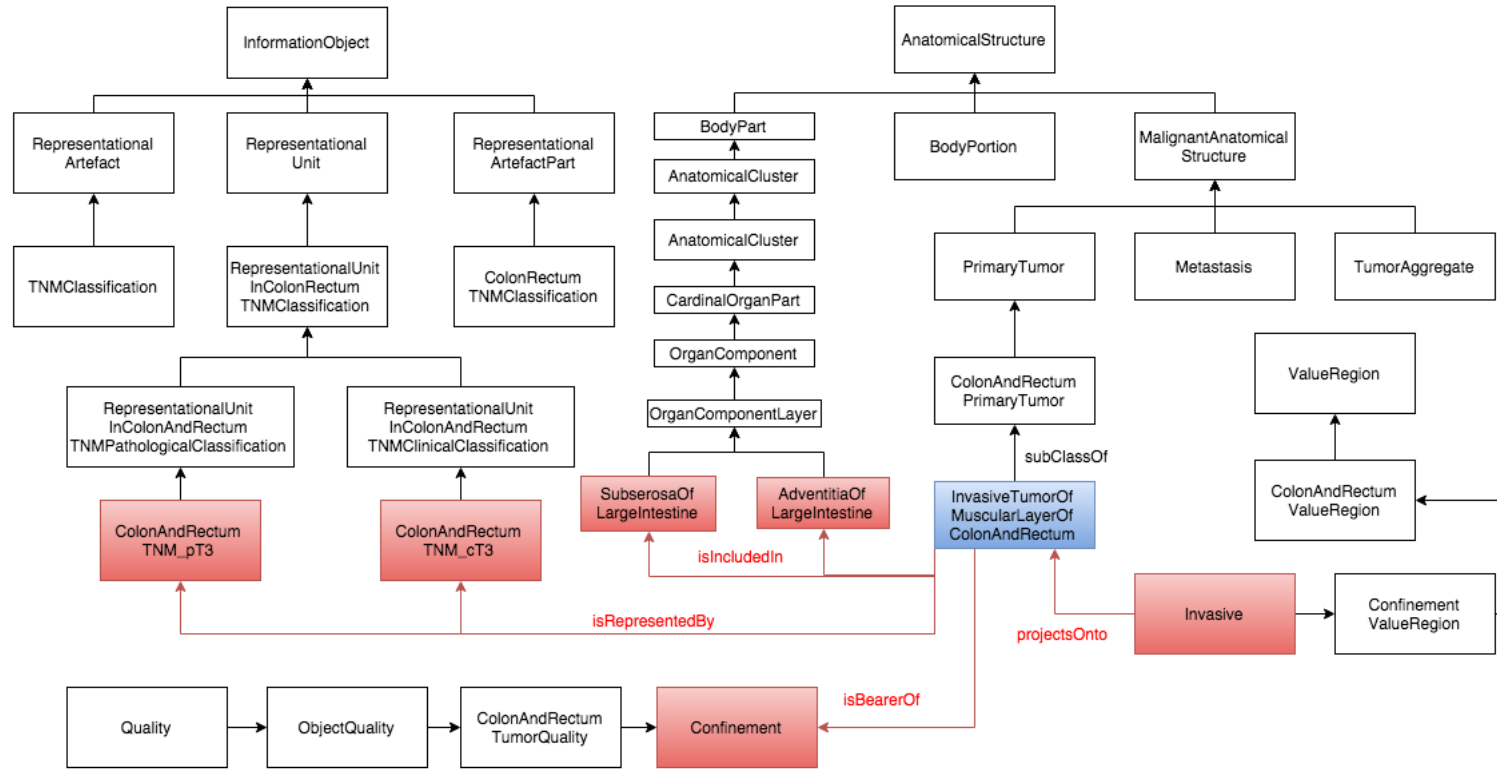 InformationObject
AnatomicalStructure
Representational
Artefact
Representational
Unit
Representational
ArtefactPart
BodyPart
BodyPortion
MalignantAnatomical
Structure
AnatomicalCluster
AnatomicalCluster
TNMClassification
RepresentationalUnit
InColonRectum
TNMClassification
ColonRectum
TNMClassification
CardinalOrganPart
PrimaryTumor
Metastasis
TumorAggregate
OrganComponent
OrganComponentLayer
ColonAndRectum
PrimaryTumor
ValueRegion
RepresentationalUnit
InColonAndRectum
TNMPathologicalClassification
RepresentationalUnit
InColonAndRectum
TNMClinicalClassification
subClassOf
SubserosaOf
LargeIntestine
AdventitiaOf
LargeIntestine
InvasiveTumorOf
MuscularLayerOf
ColonAndRectum
ColonAndRectum
ValueRegion
ColonAndRectum
TNM_pT3
ColonAndRectum
TNM_cT3
isIncludedIn
isRepresentedBy
projectsOnto
Invasive
Confinement
ValueRegion
isBearerOf
Quality
ObjectQuality
ColonAndRectum
TumorQuality
Confinement